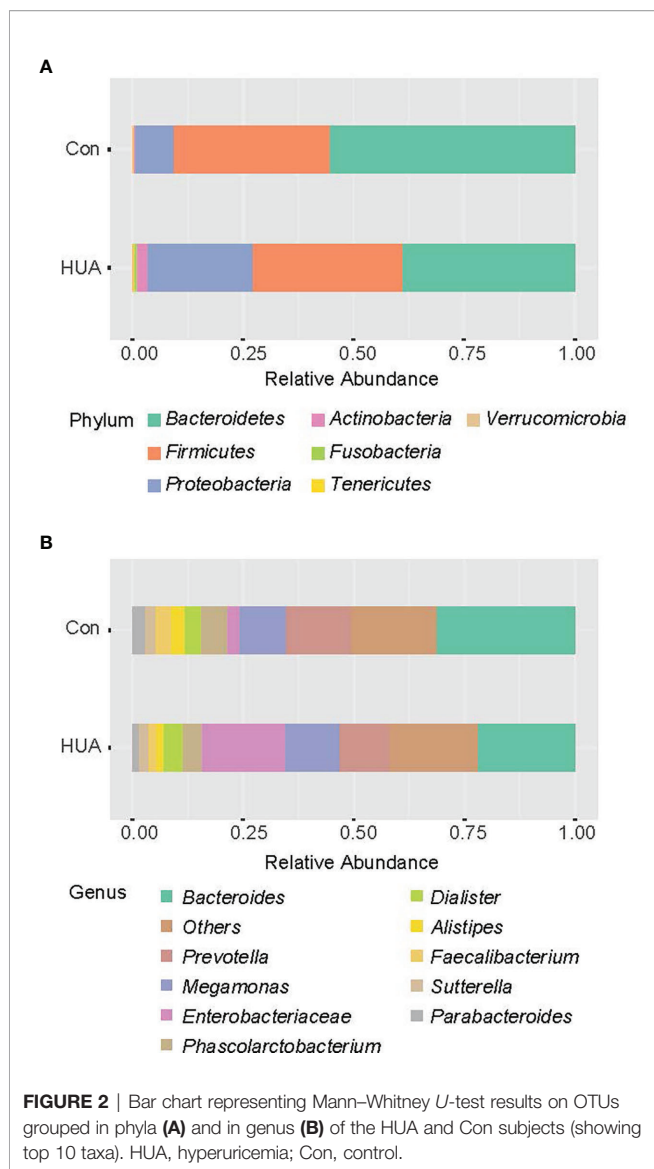 A
Con
HUA
0.00 0.25 0.50 0.75 1.00
Relative Abundance
Phylum Bacteroidetes Actinobacteria Verrucomicrobia
Firmicutes Fusobacteria
Proteobacteria Tenericutes
B
Con
HUA
0.00 0.25 0.50 0.75 1.00
Relative Abundance
Genus Bacteroides Dialister
Others Alistipes
Prevotella Faecalibacterium
Megamonas Sutterella
Enterobacteriaceae Parabacteroides
Phascolarctobacterium
FIGURE 2 | Bar chart representing Mann–Whitney U-test results on OTUs
grouped in phyla (A) and in genus (B) of the HUA and Con subjects (showing
top 10 taxa). HUA, hyperuricemia; Con, control.